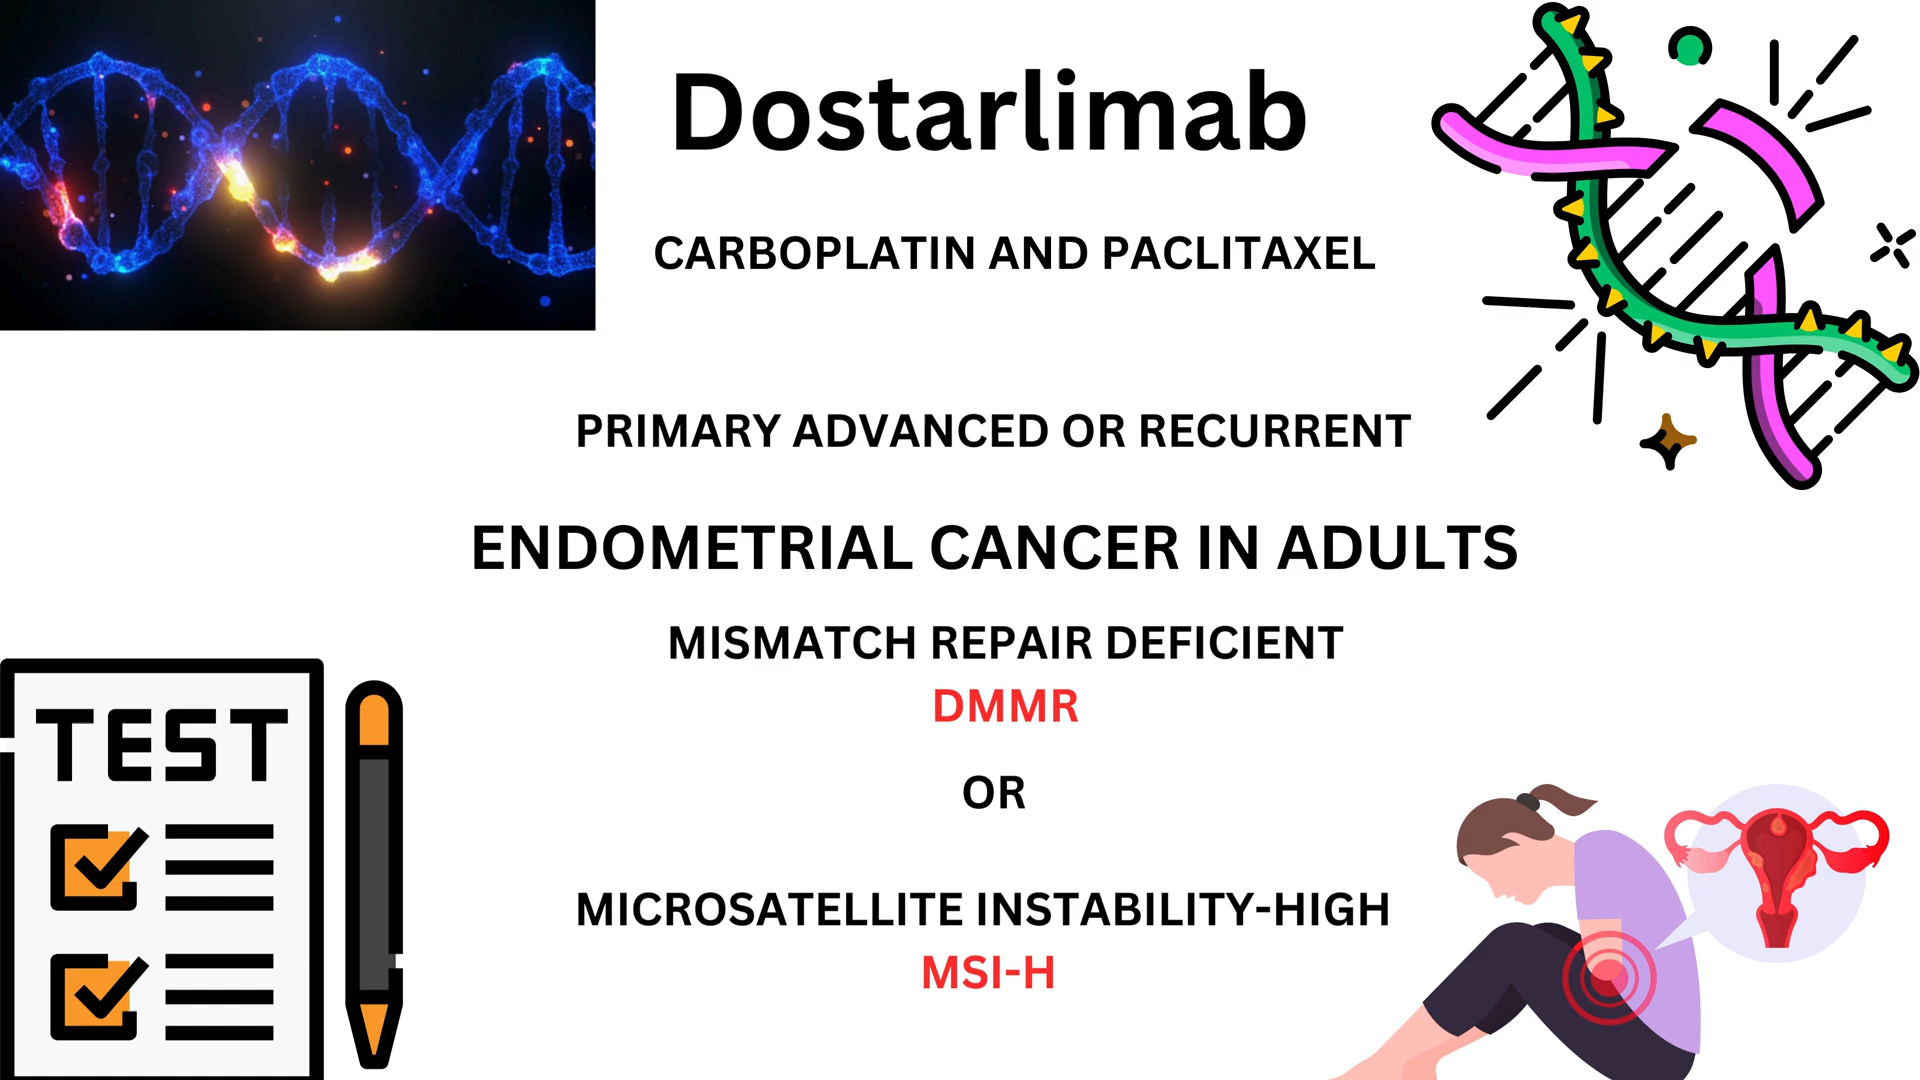 Dostarlimab
CARBOPLATIN AND PACLITAXEL
PRIMARY ADVANCED OR RECURRENT
ENDOMETRIAL CANCER IN ADULTS
MISMATCH REPAIR DEFICIENT
DMMR
OR
MICROSATELLITE INSTABILITY-HIGH
MSI-H
TEST